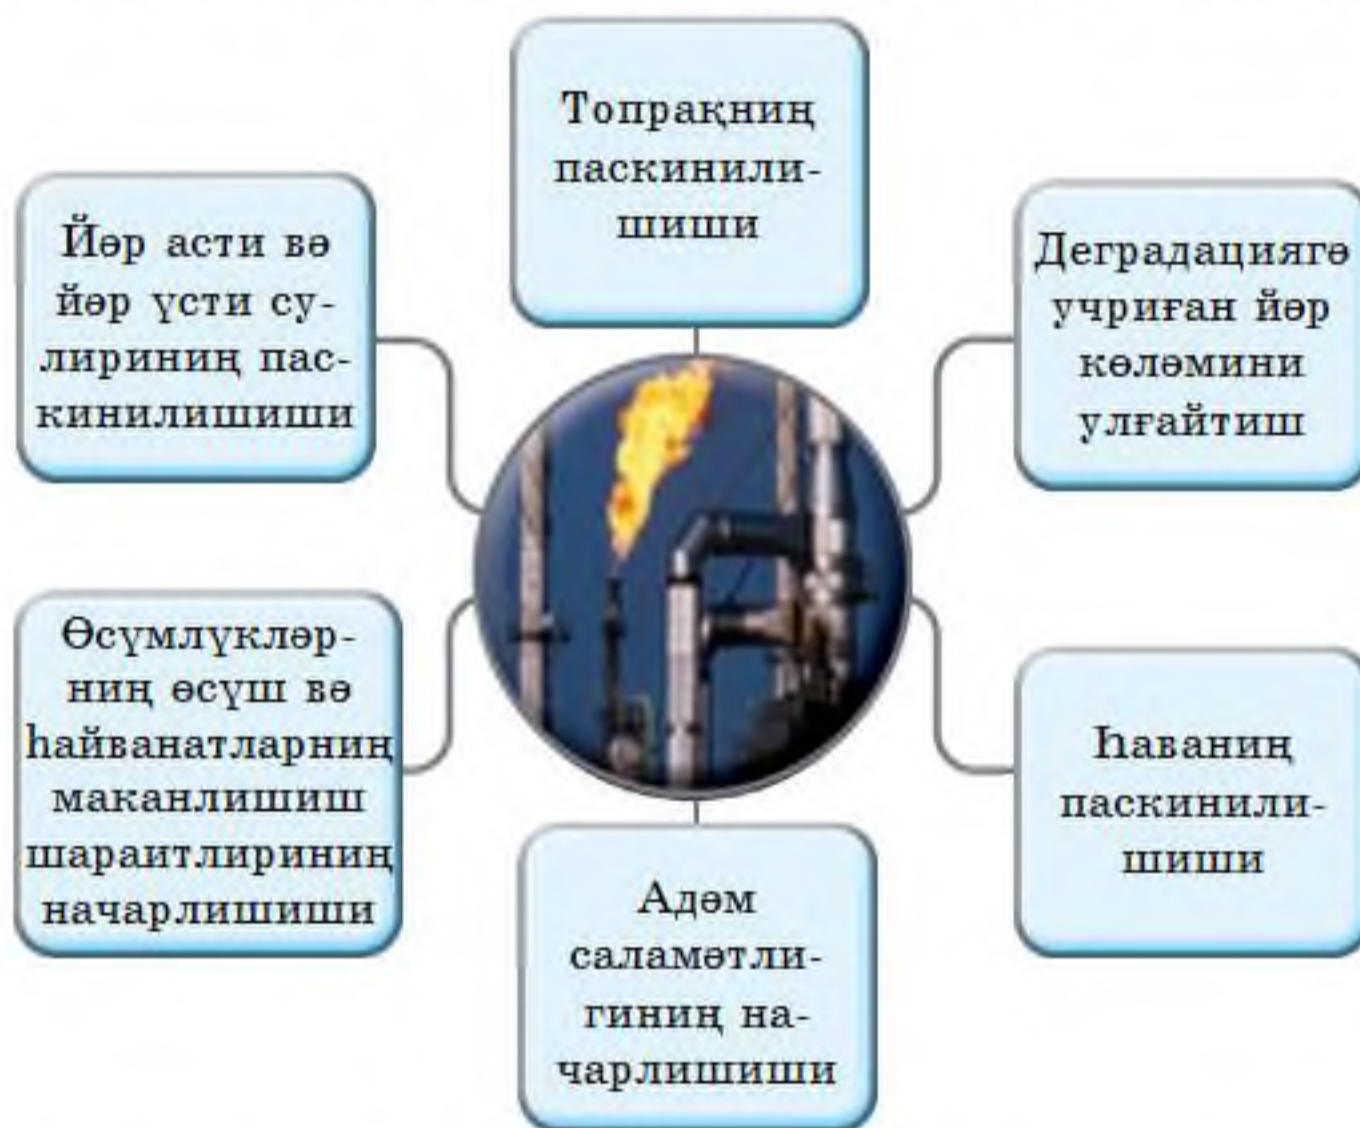 Топрақниң
паскинили-
шиши
Йәр асти вә
йәр үсти су-
лириниң пас-
кинилишиши
Деградациягә
учриған йәр
көләмини
улғайтиш
Өсүмлүкләр-
ниң өсүш вә
һайванатларниң
маканлишиш
шараитлириниң
начарлишиши
Һаваниң
паскинили-
шиши
Адәм
саламәтли-
гиниң на-
чарлишиши